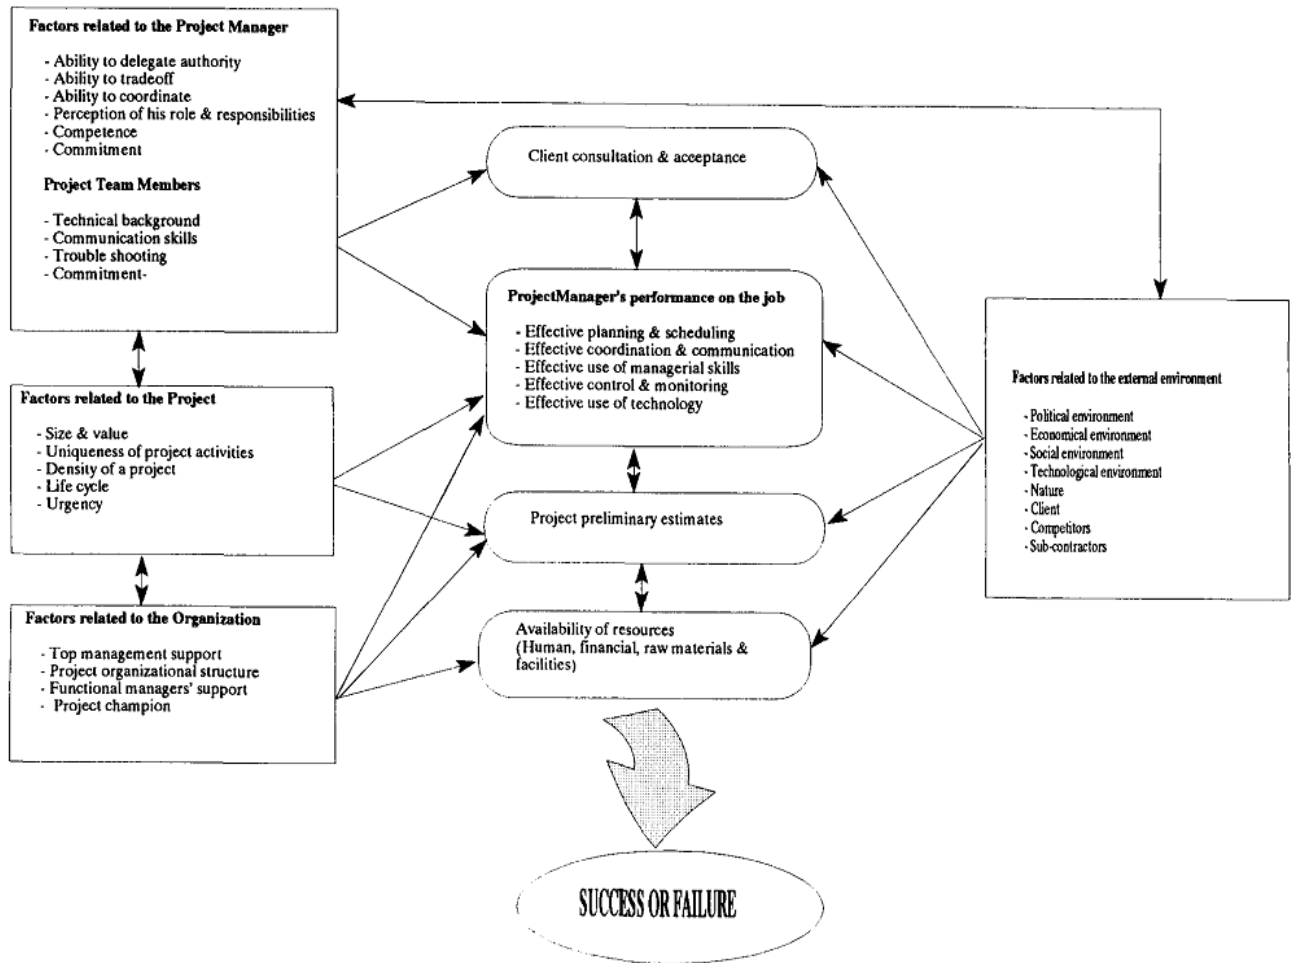 Factors related to the Project Manager
- Ability to delegate authority
- Ability to tradeoff
- Ability to coordinate
- Perception of his role & responsibilities
- Competence
- Commitment
Project Team Members
- Technical background
- Communication skills
- Trouble shooting
- Commitment-
Factors related to the Project
- Size & value
- Uniqueness of project activities
- Density of a project
- Life cycle
- Urgency
Factors related to the Organization
- Top management support
- Project organizational structure
- Functional managers' support
- Project champion
Client consultation & acceptance
ProjectManager's performance on the job
- Effective planning & scheduling
- Effective coordination & communication
- Effective use of managerial skills
- Effective control & monitoring
- Effective use of technology
Project preliminary estimates
Availability of resources
(Human, financial, raw materials &
facilities)
Factors related to the external environment
- Political environment
- Economical environment
- Social environment
- Technological environment
- Nature
- Client
- Competitors
- Sub-contractors
SUCCESS OR FAILURE